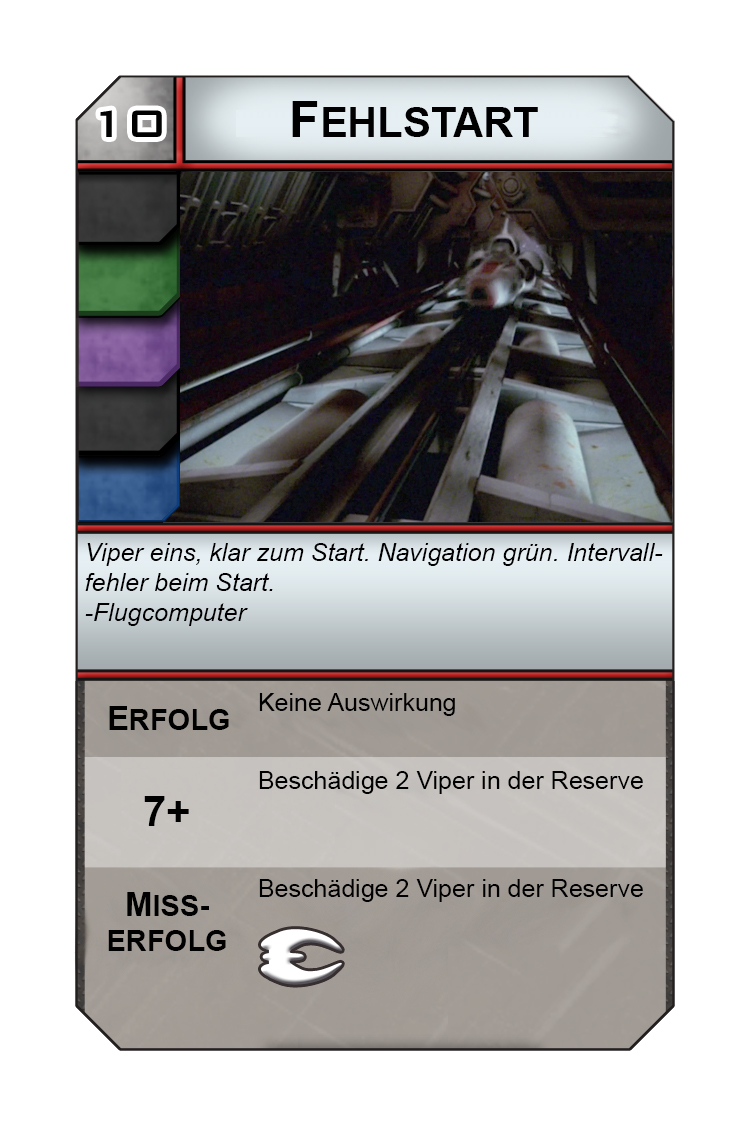 10
FEHLSTART
Viper eins, klar zum Start. Navigation grün. Intervall-
fehler beim Start.
-Flugcomputer
ERFOLG
Keine Auswirkung
7+
Beschädige 2 Viper in der Reserve
MISS-
ERFOLG
Beschädige 2 Viper in der Reserve